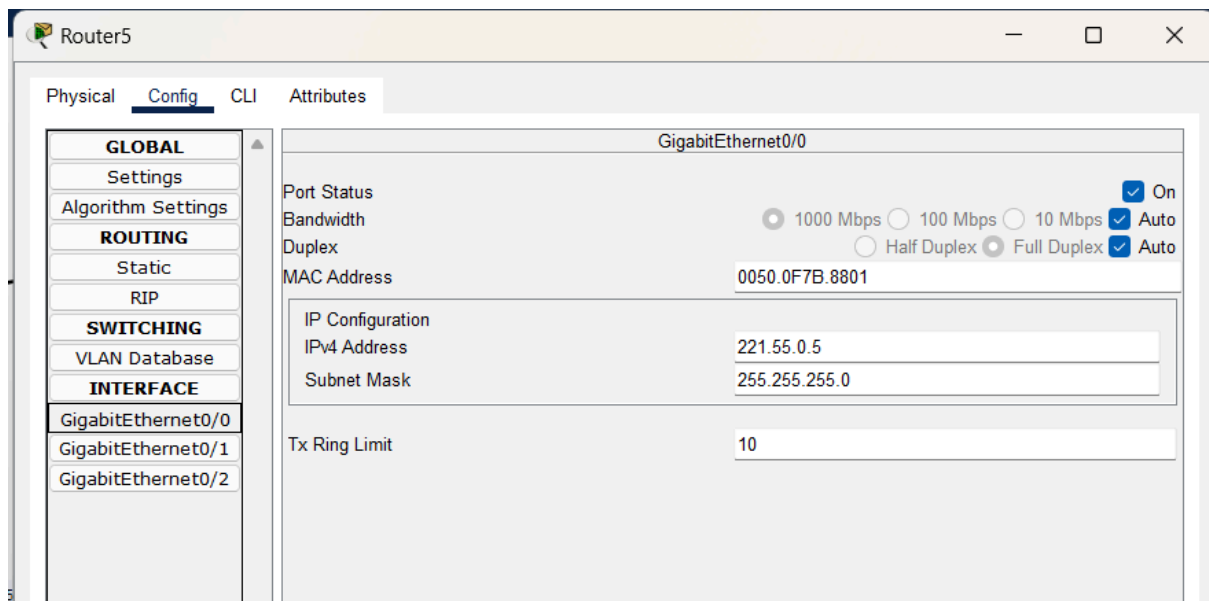 Router5
Physical Config CLI Attributes
GLOBAL
Settings
Algorithm Settings
ROUTING
Static
RIP
SWITCHING
VLAN Database
INTERFACE
GigabitEthernet0/0
GigabitEthernet0/1
GigabitEthernet0/2
GigabitEthernet0/0
Port Status On
Bandwidth 1000 Mbps 100 Mbps 10 Mbps Auto
Duplex Half Duplex Full Duplex Auto
MAC Address 0050.0F7B.8801
IP Configuration
IPv4 Address 221.55.0.5
Subnet Mask 255.255.255.0
Tx Ring Limit 10